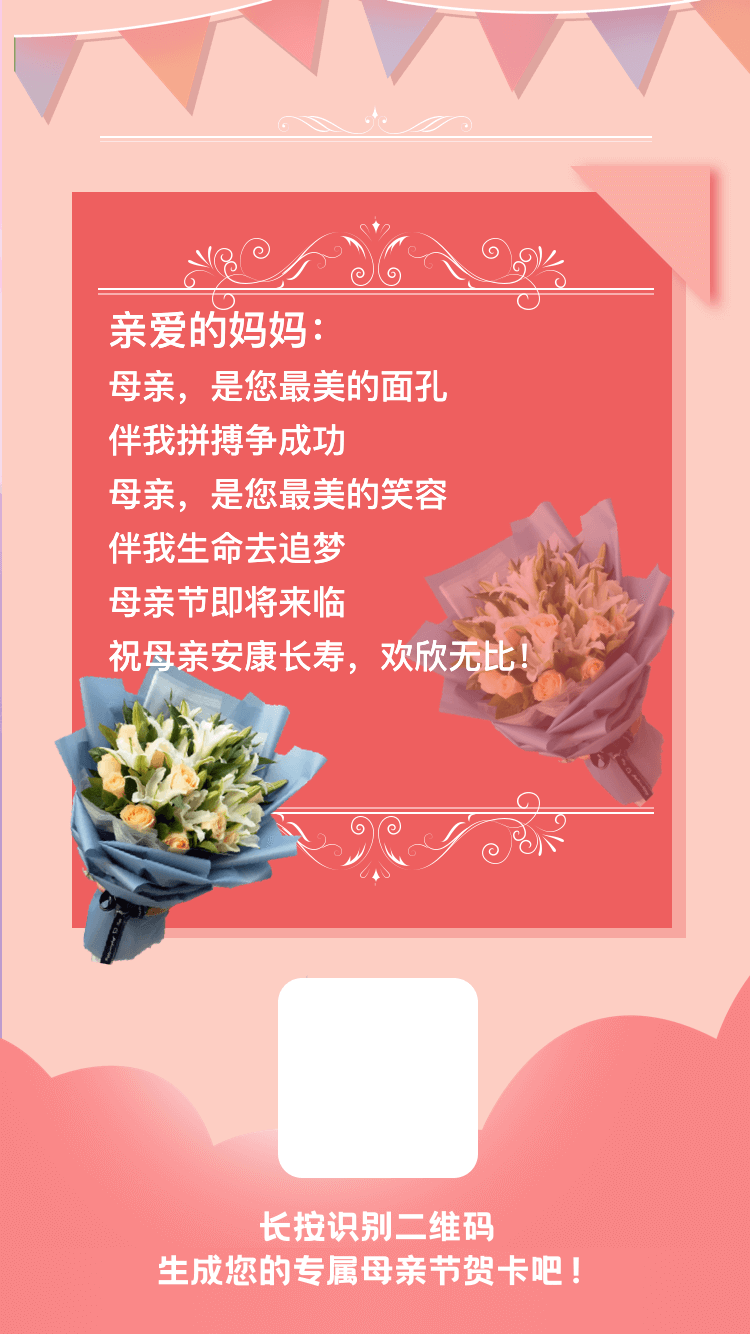 亲爱的妈妈：
母亲，是您最美的面孔
伴我拼搏争成功
母亲，是您最美的笑容
伴我生命去追梦
母亲节即将来临
祝母亲安康长寿，欢欣无比！
长按识别二维码
生成您的专属母亲节贺卡吧！